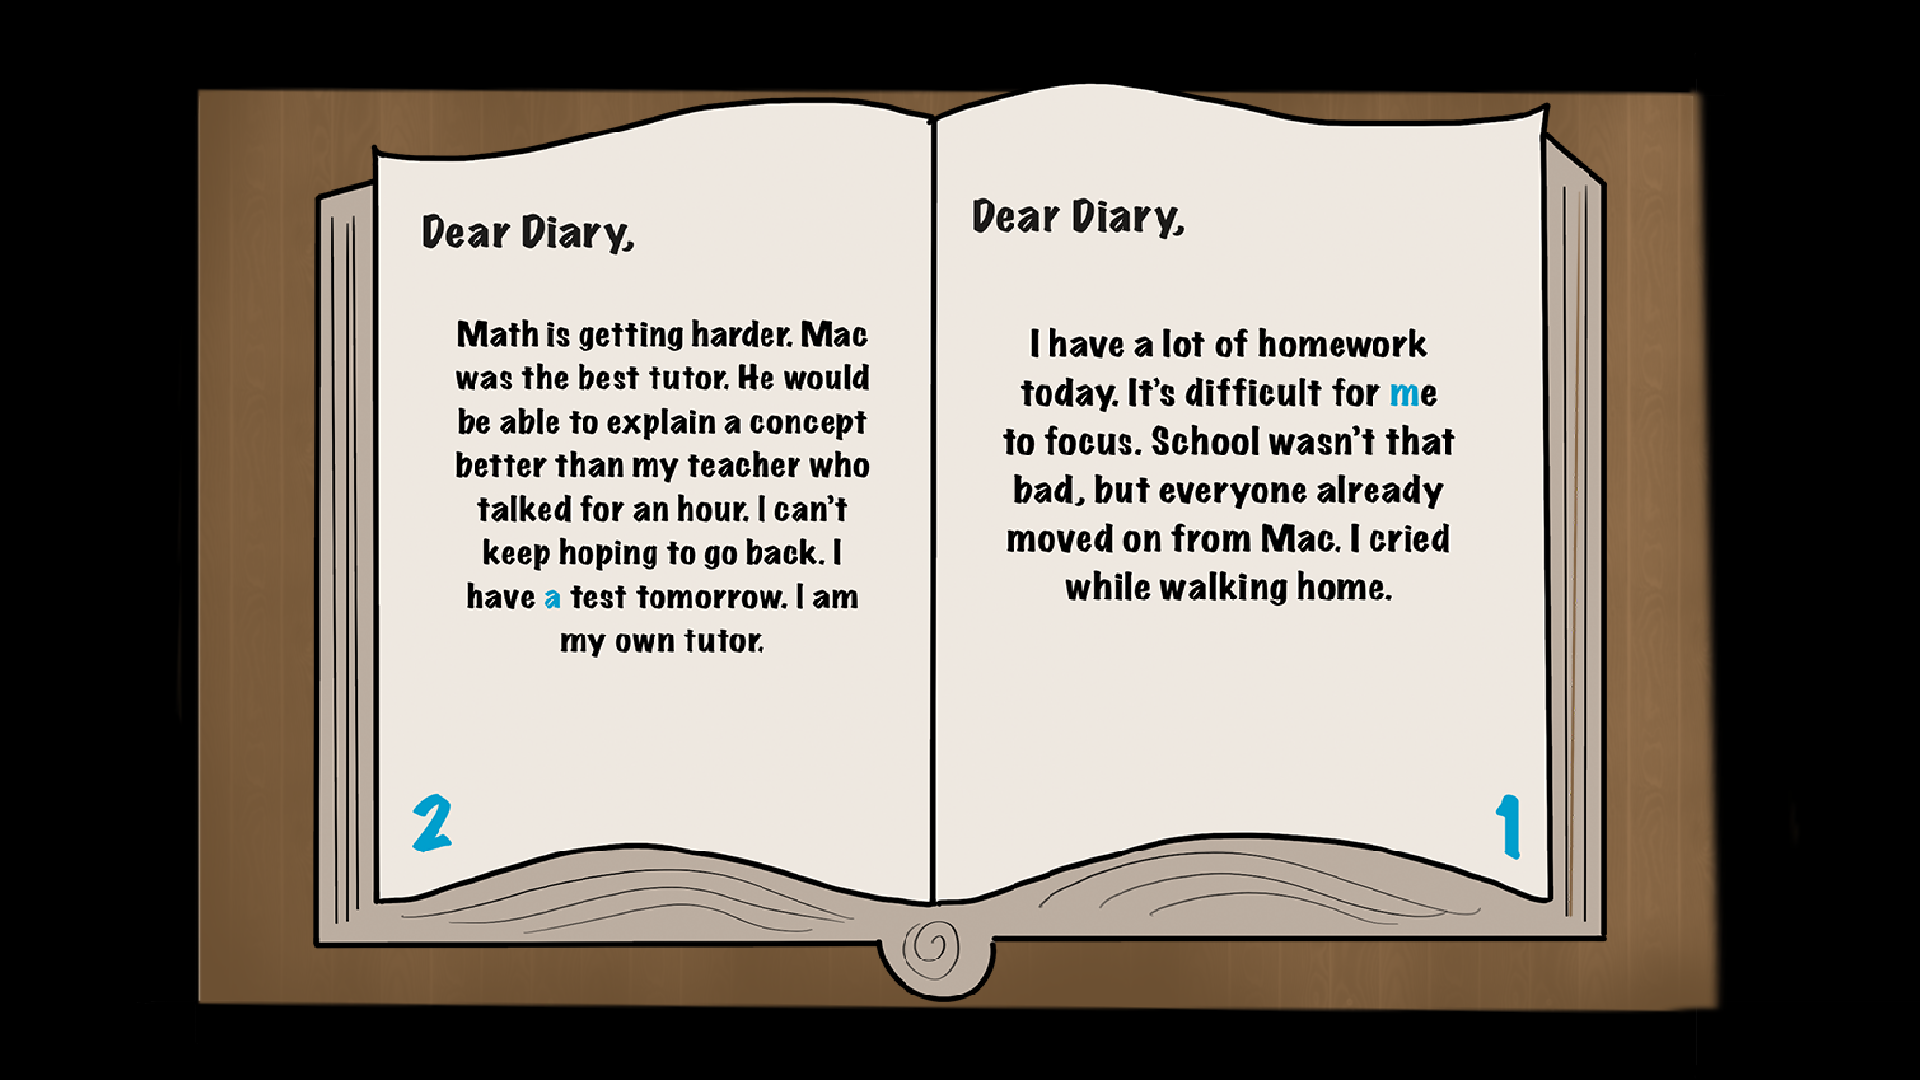 Dear Diary,
Math is getting harder. Mac
was the best tutor. He would
be able to explain a concept
better than my teacher who
talked for an hour. I can't
keep hoping to go back. I
have a test tomorrow. I am
my own tutor.
2
Dear Diary,
I have a lot of homework
today. It's difficult for me
to focus. School wasn't that
bad, but everyone already
moved on from Mac. I cried
while walking home.
1